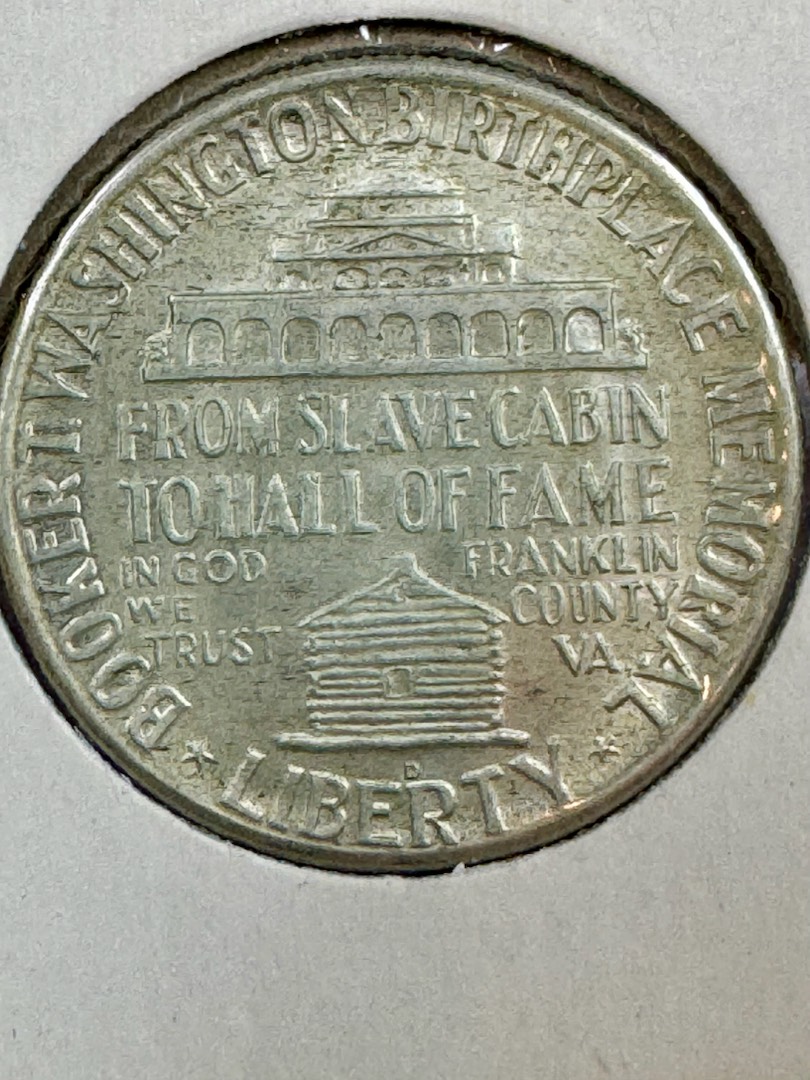 BOOKER T. WASHINGTON BIRTHPLACE MEMORIAL
FROM SLAVE CABIN
TO HALL OF FAME
IN GOD
WE
TRUST
FRANKLIN
COUNTY
VA.
D
LIBERTY